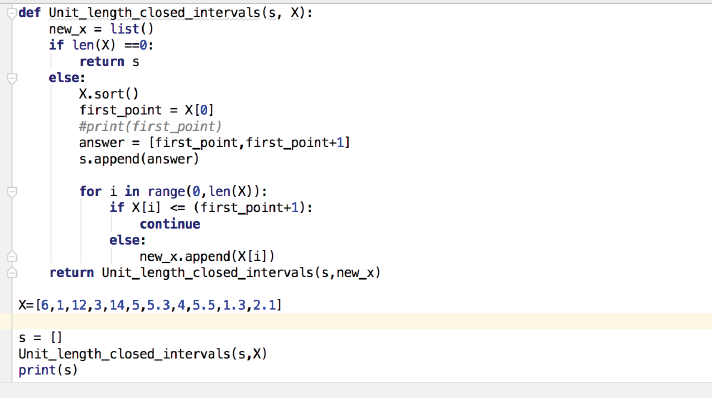 def Unit_length_closed_intervals(s, X):
    new_x = list()
    if len(X) ==0:
        return s
    else:
        X.sort()
        first_point = X[0]
        #print(first_point)
        answer = [first_point,first_point+1]
        s.append(answer)
        for i in range(0,len(X)):
            if X[i] <= (first_point+1):
                continue
            else:
                new_x.append(X[i])
    return Unit_length_closed_intervals(s,new_x)
X=[6,1,12,3,14,5,5.3,4,5.5,1.3,2.1]
s = []
Unit_length_closed_intervals(s,X)
print(s)